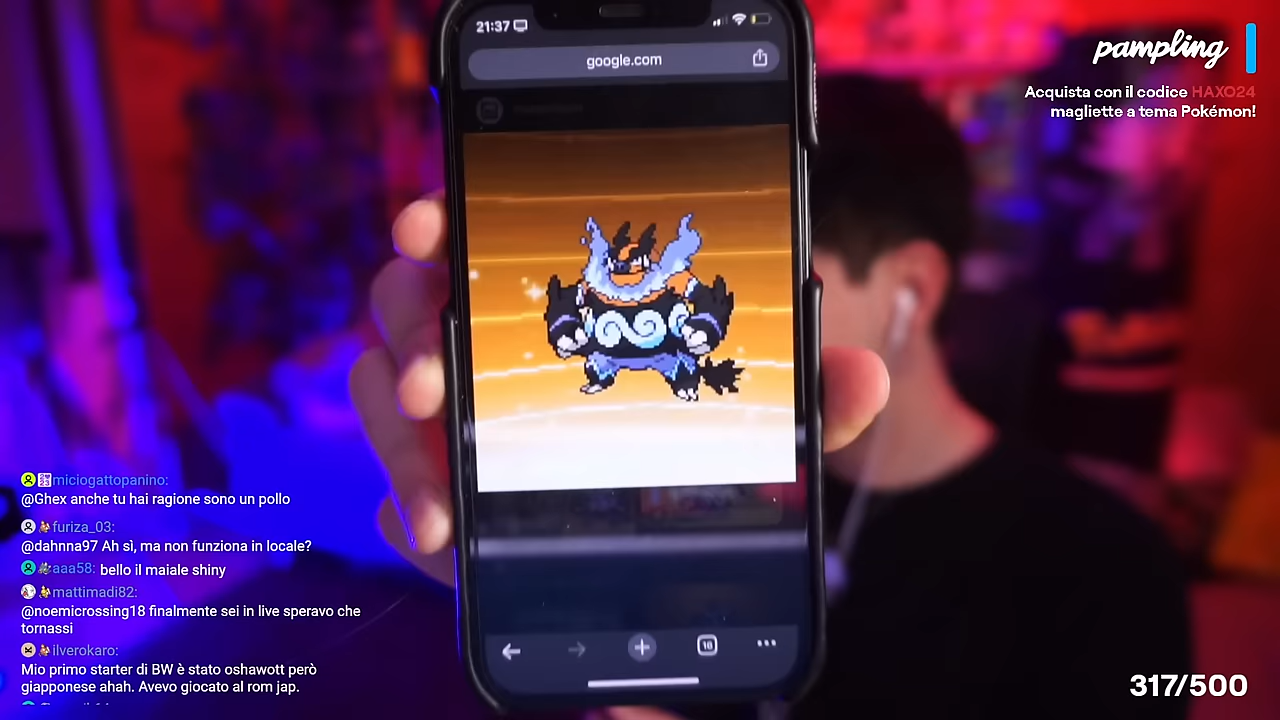 21:37
google.com
pampling
Acquista con il codice HAXO24
magliette a tema Pokémon!
miciogattopanino:
@Ghex anche tu hai ragione sono un pollo
furiza_03:
@dahnna97 Ah sì, ma non funziona in locale?
aaa58: bello il maiale shiny
mattimadi82:
@noemicrossing18 finalmente sei in live speravo che
tornassi
ilverokaro:
Mio primo starter di BW è stato oshawott però
giapponese ahah. Avevo giocato al rom jap.
18
317/500